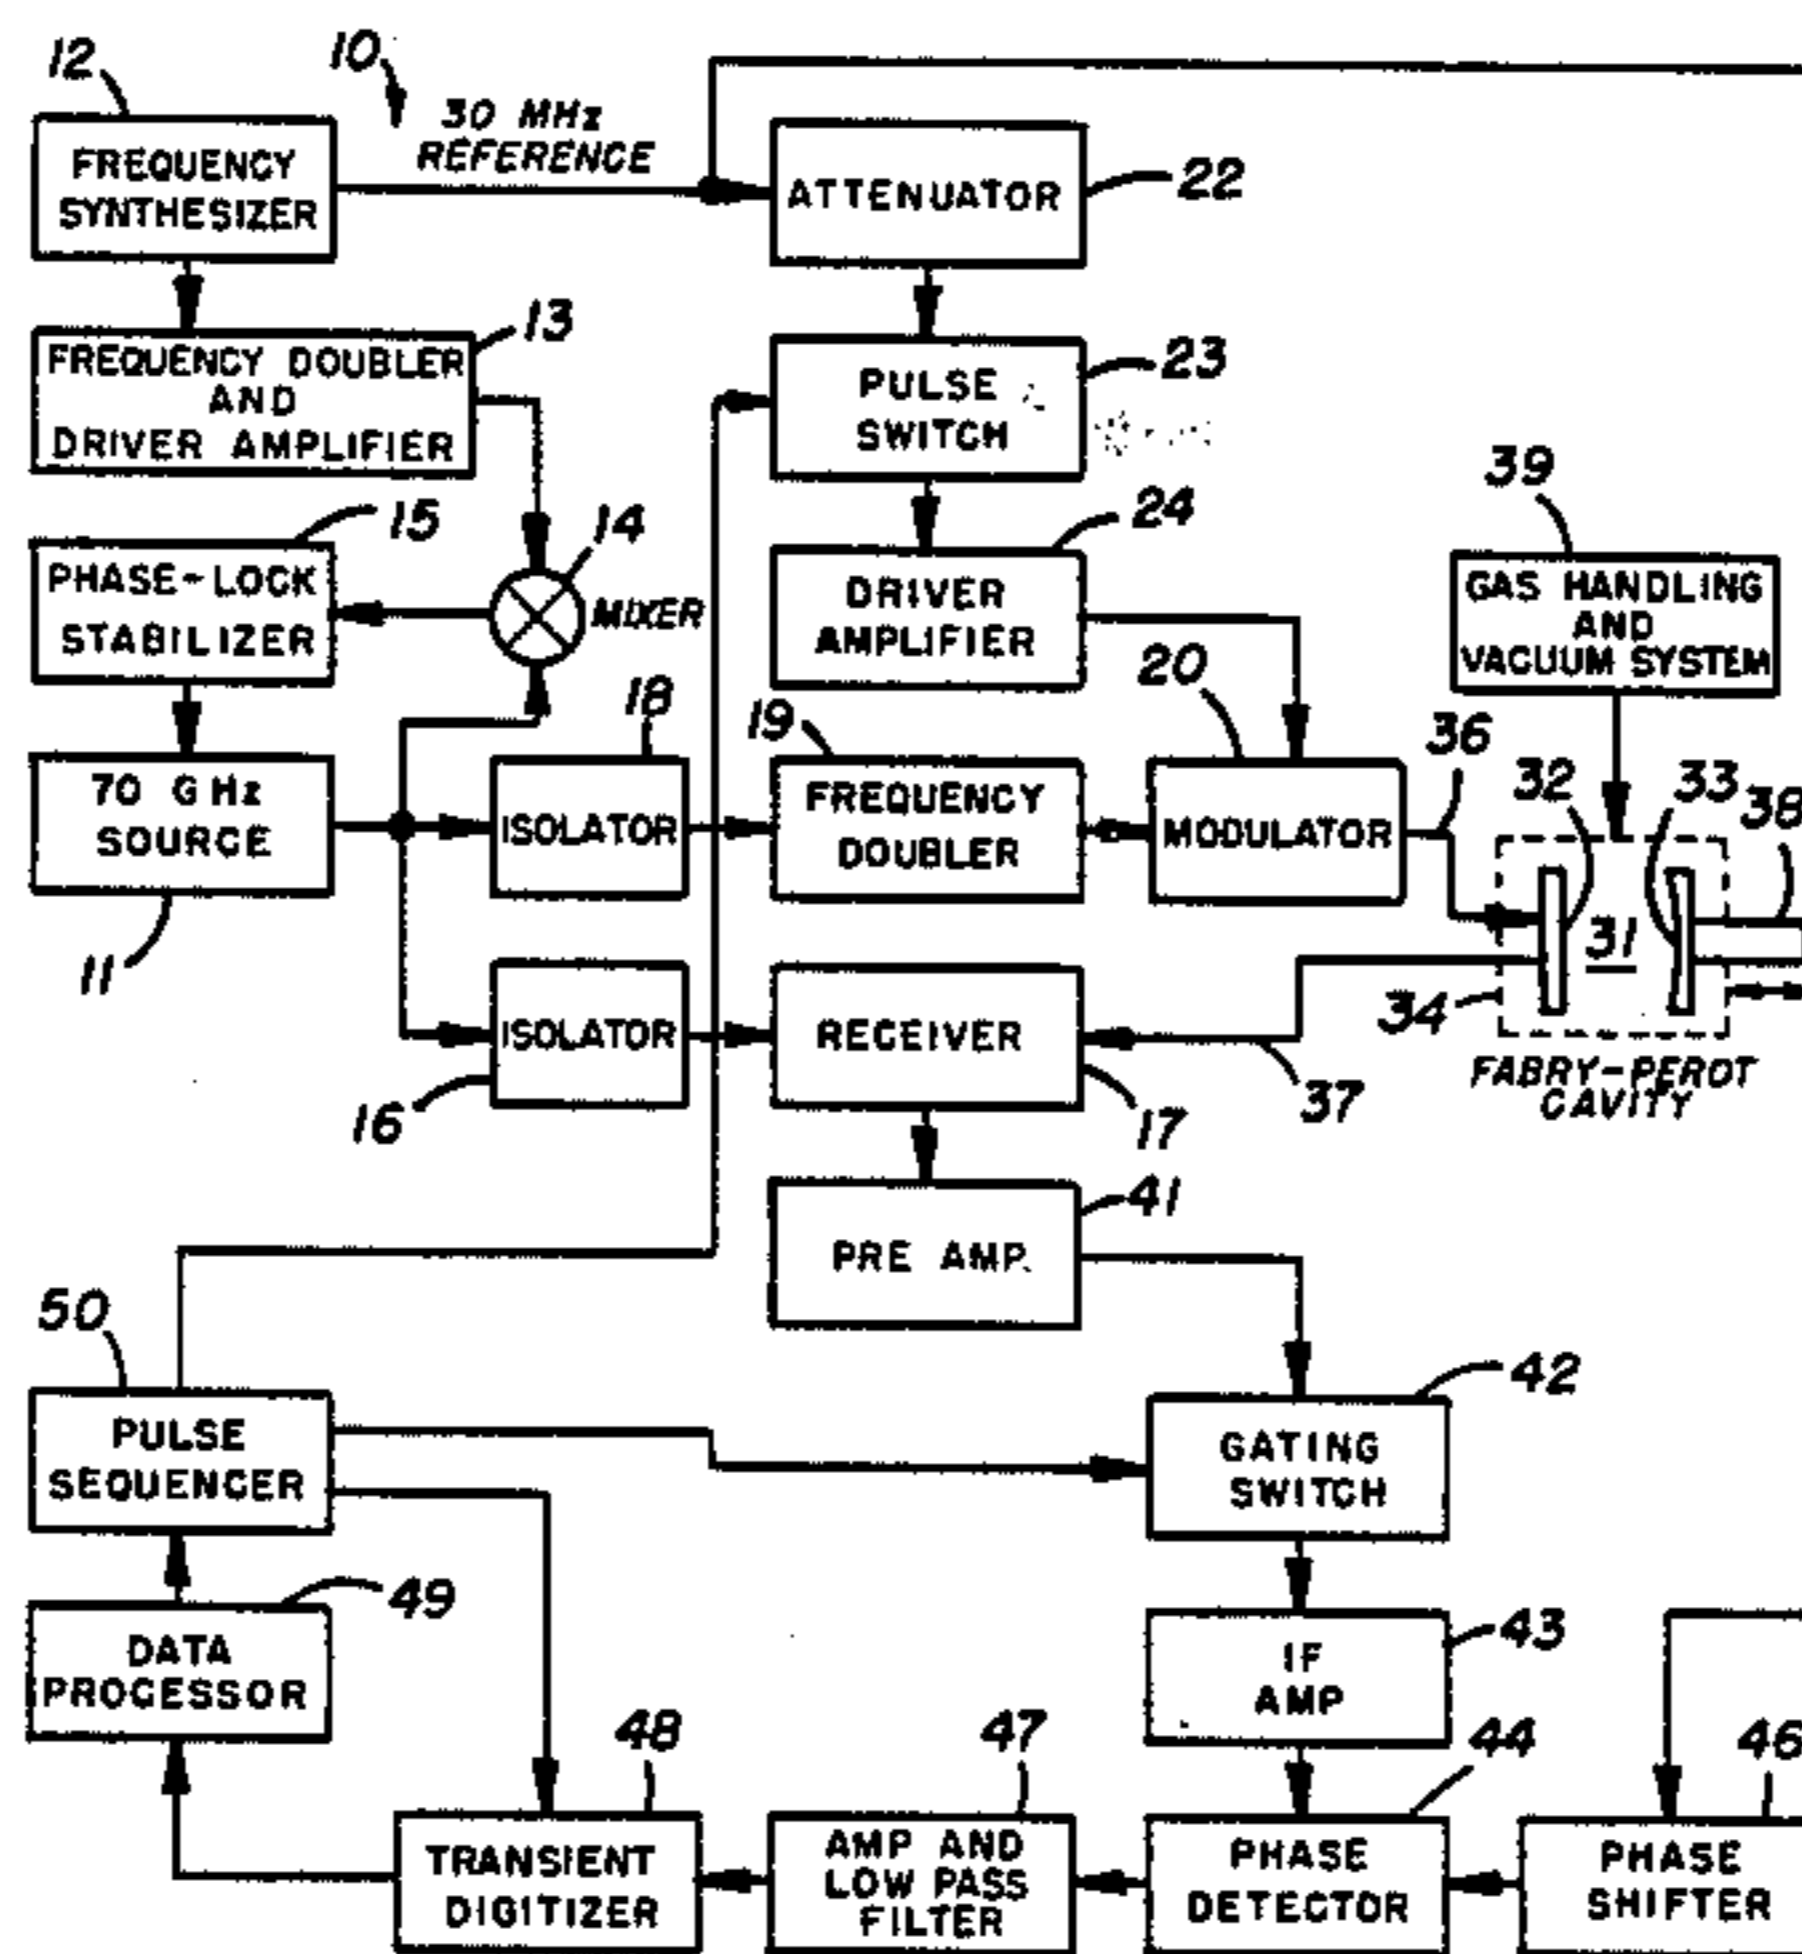 12
10
30 MHz
REFERENCE
FREQUENCY
SYNTHESIZER
ATTENUATOR
22
13
FREQUENCY DOUBLER
AND
DRIVER AMPLIFIER
PULSE
SWITCH
23
15
14
24
39
PHASE-LOCK
STABILIZER
MIXER
DRIVER
AMPLIFIER
GAS HANDLING
AND
VACUUM SYSTEM
18
19
20
36
32
33
38
70 GHz
SOURCE
ISOLATOR
FREQUENCY
DOUBLER
MODULATOR
31
11
34
ISOLATOR
RECEIVER
FABRY-PEROT
CAVITY
16
17
37
41
PRE AMP.
50
42
PULSE
SEQUENCER
GATING
SWITCH
49
43
DATA
PROCESSOR
IF
AMP
48
47
44
46
TRANSIENT
DIGITIZER
AMP AND
LOW PASS
FILTER
PHASE
DETECTOR
PHASE
SHIFTER